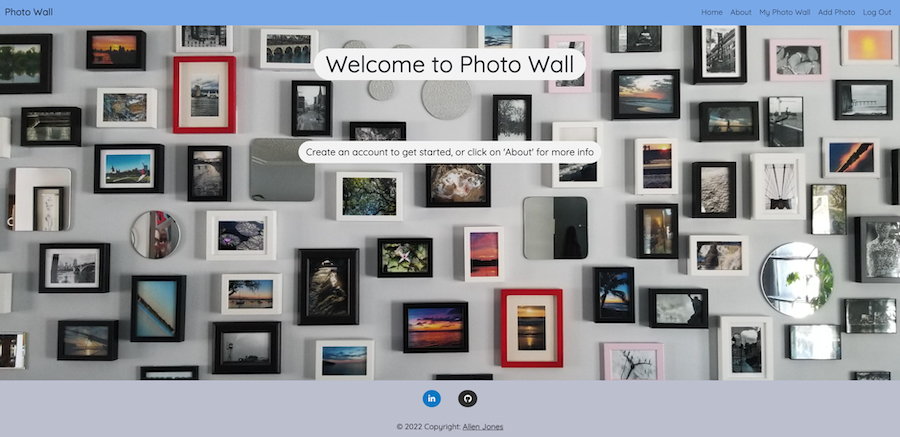 Photo Wall
Home About My Photo Wall Add Photo Log Out
Welcome to Photo Wall
Create an account to get started, or click on 'About' for more info
in
© 2022 Copyright: Allen Jones